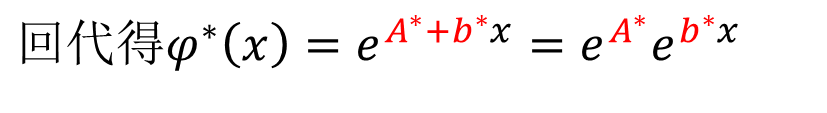 回代得φ*(x) = e^{A*+b*x} = e^{A*}e^{b*x}